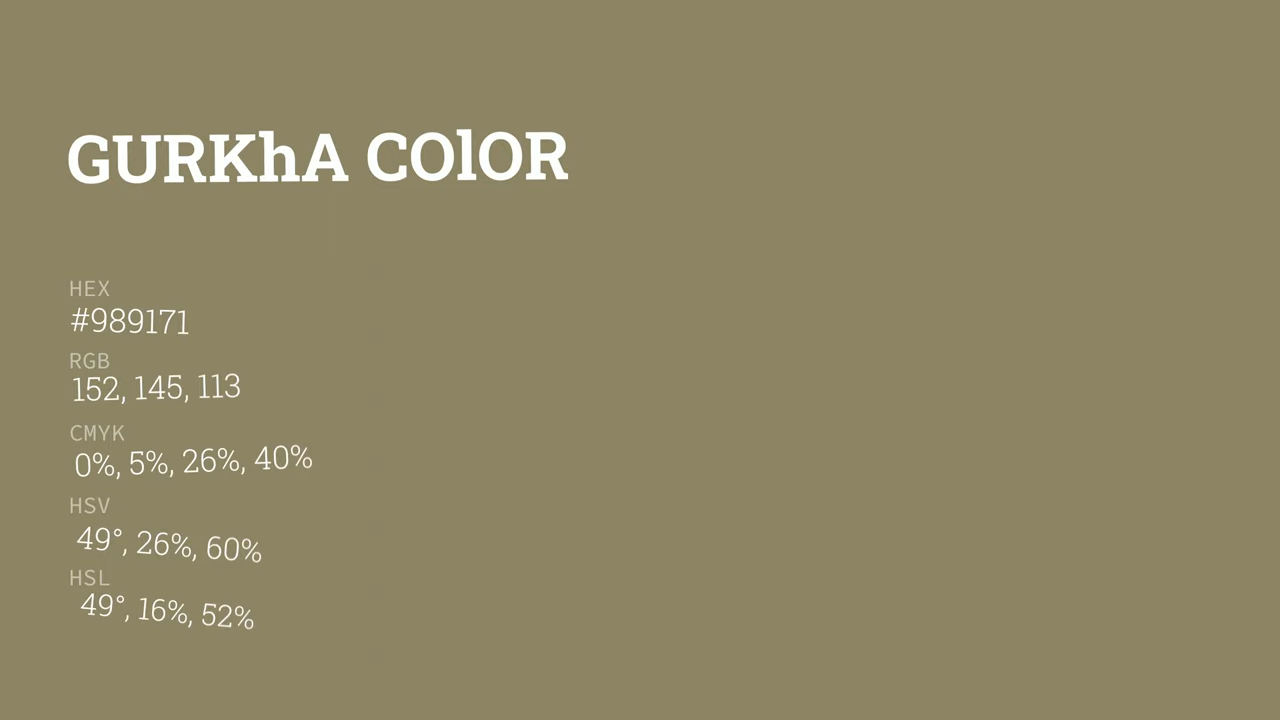 GURKhA COlOR
HEX
#989171
RGB
152, 145, 113
CMYK
0%, 5%, 26%, 40%
HSV
49°, 26%, 60%
HSL
49°, 16%, 52%